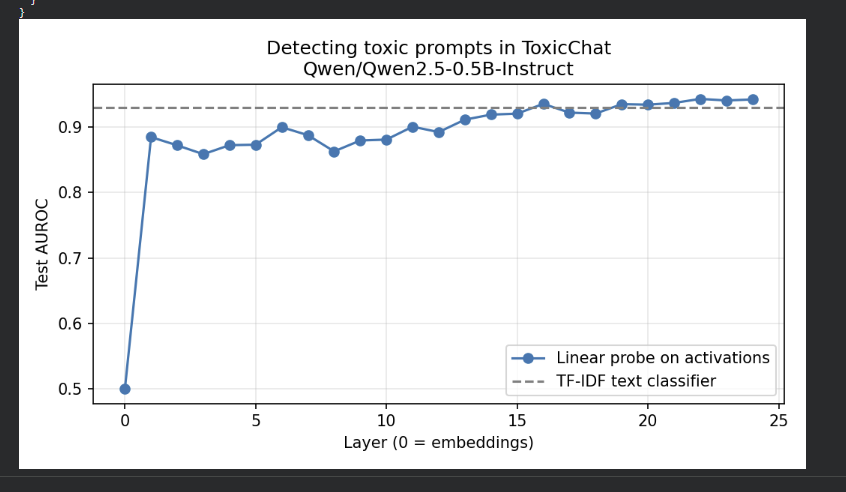 }
}
Detecting toxic prompts in ToxicChat
Qwen/Qwen2.5-0.5B-Instruct
Test AUROC
0.9
0.8
0.7
0.6
0.5
Linear probe on activations
TF-IDF text classifier
0 5 10 15 20 25
Layer (0 = embeddings)